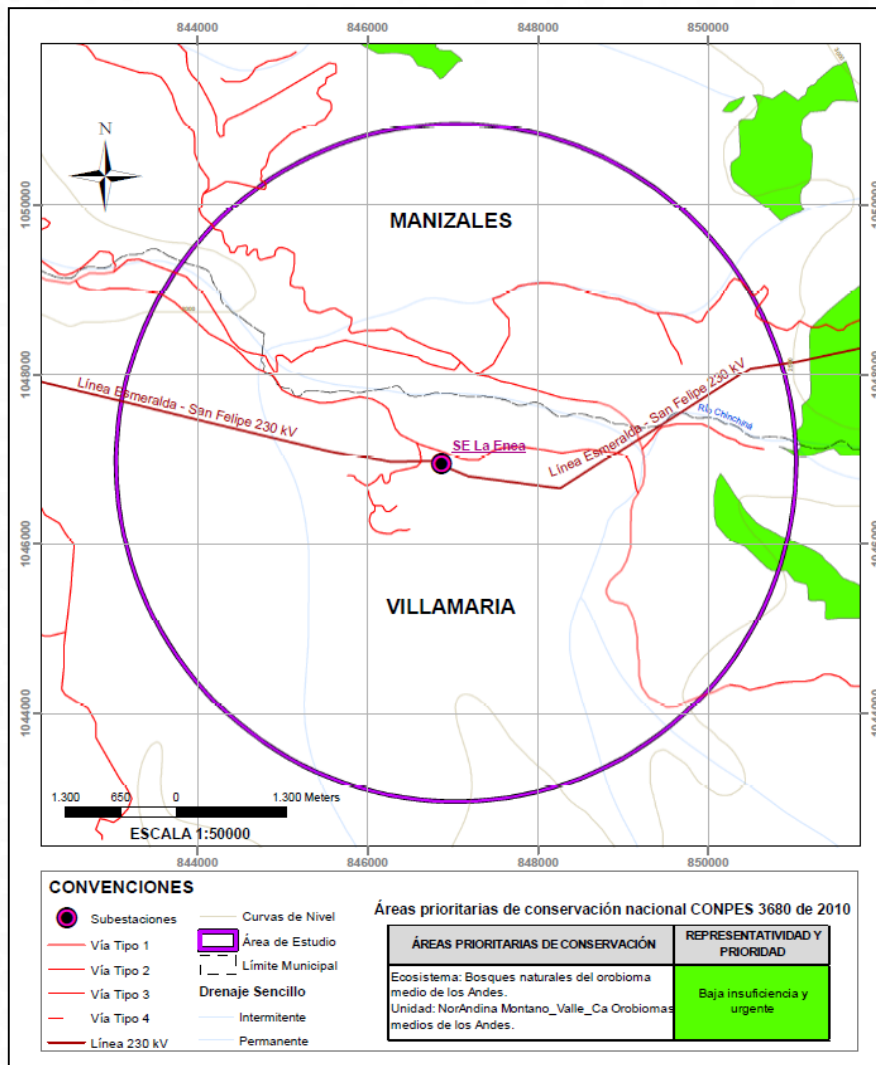 844000 846000 848000 850000
1050000 1050000
N
MANIZALES
1048000 1048000
Línea Esmeralda - San Felipe 230 kV
Línea Esmeralda - San Felipe 230 kV
Río Chinchiná
SE La Enea
1046000 1046000
VILLAMARIA
1044000 1044000
1.300 650 0 1.300 Meters
ESCALA 1:50000
844000 846000 848000 850000
CONVENCIONES
Subestaciones
Vía Tipo 1
Vía Tipo 2
Vía Tipo 3
Vía Tipo 4
Línea 230 kV
Curvas de Nivel
Área de Estudio
Límite Municipal
Drenaje Sencillo
Intermitente
Permanente
Áreas prioritarias de conservación nacional CONPES 3680 de 2010
ÁREAS PRIORITARIAS DE CONSERVACIÓN
REPRESENTATIVIDAD Y
PRIORIDAD
Ecosistema: Bosques naturales del orobioma
medio de los Andes.
Unidad: NorAndina Montano_Valle_Ca Orobiomas
medios de los Andes.
Baja insuficiencia y
urgente